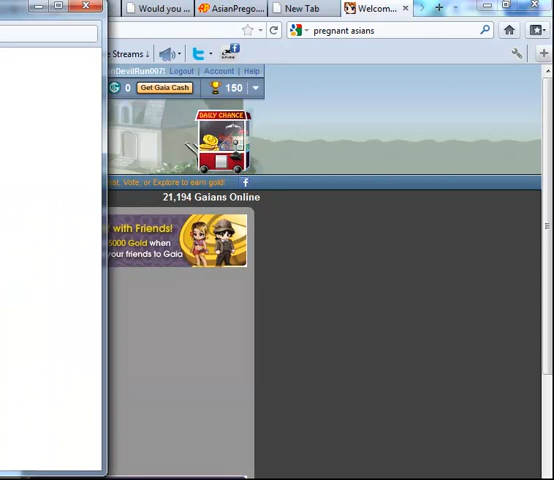 Would you ...
AsianPrego....
New Tab
Welcom...
pregnant asians
Streams ↓
nDevilRun007!
Logout | Account | Help
0
Get Gaia Cash
150
DAILY CHANCE
st, Vote, or Explore to earn gold!
21,194 Gaians Online
with Friends!
5000 Gold when
your friends to Gaia